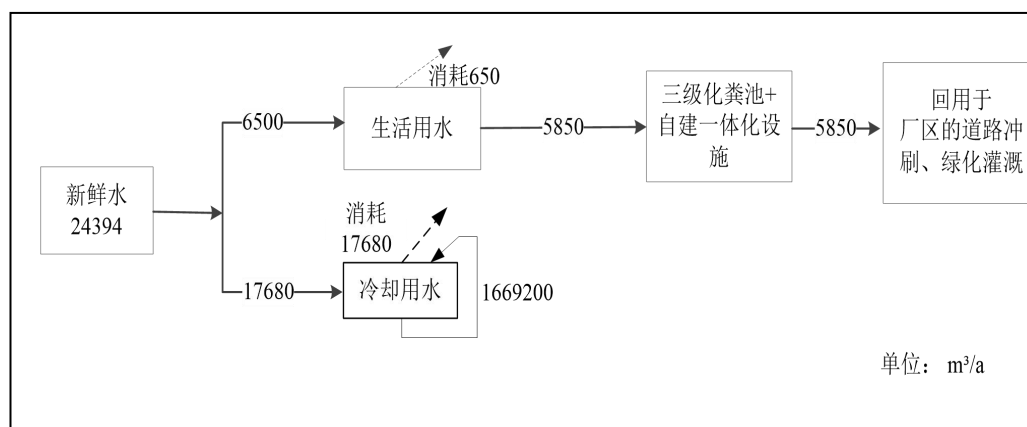 新鲜水
24394
6500
17680
消耗650
生活用水
5850
三级化粪池+
自建一体化设
施
5850
回用于
厂区的道路冲
刷、绿化灌溉
消耗
17680
冷却用水
1669200
单位： m³/a